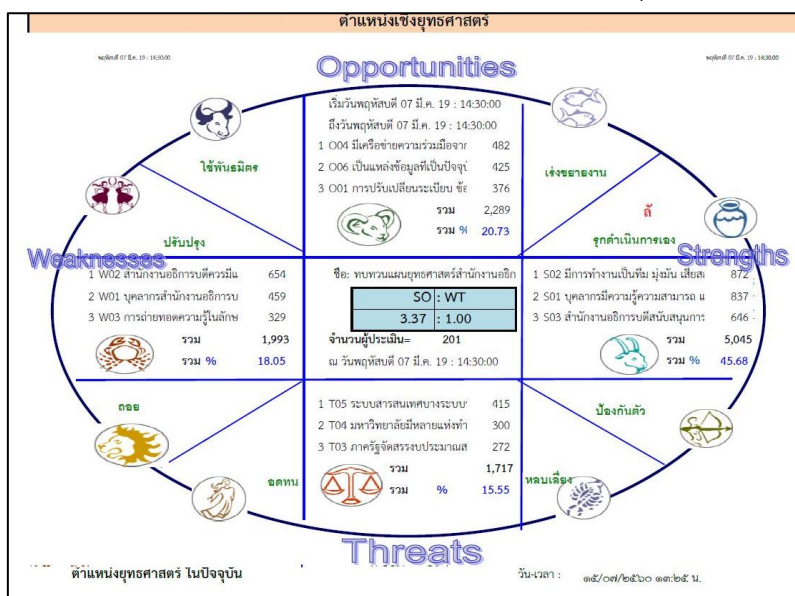 ตำแหน่งเชิงยุทธศาสตร์
พฤหัสบดี 07 มี.ค. 19 : 14:30:00
พฤหัสบดี 07 มี.ค. 19 : 14:30:00
Opportunities
เริ่มวันพฤหัสบดี 07 มี.ค. 19 : 14:30:00
ถึงวันพฤหัสบดี 07 มี.ค. 19 : 14:30:00
1 O04 มีเครือข่ายความร่วมมือจาก 482
2 O06 เป็นแหล่งข้อมูลที่เป็นปัจจุบ 425
3 O01 การปรับเปลี่ยนระเบียบ ข้อ 376
รวม 2,289
รวม % 20.73
ใช้พันธมิตร
เร่งขยายงาน
ปรับปรุง
ลั
รุกดำเนินการเอง
Weaknesses
1 W02 สำนักงานอธิการบดีควรมีแ 654
2 W01 บุคลากรสำนักงานอธิการบ 459
3 W03 การถ่ายทอดความรู้ในลักษ 329
รวม 1,993
รวม % 18.05
ชื่อ: ทบทวนแผนยุทธศาสตร์สำนักงานอธิก
SO : WT
3.37 : 1.00
จำนวนผู้ประเมิน= 201
ณ วันพฤหัสบดี 07 มี.ค. 19 : 14:30:00
Strengths
1 S02 มีการทำงานเป็นทีม มุ่งมั่น เสียส 872
2 S01 บุคลากรมีความรู้ความสามารถ แ 837
3 S03 สำนักงานอธิการบดีสนับสนุนการ 646
รวม 5,045
รวม % 45.68
ถอย
อดทน
1 T05 ระบบสารสนเทศบางระบบ 415
2 T04 มหาวิทยาลัยมีหลายแห่งทำ 300
3 T03 ภาครัฐจัดสรรงบประมาณส 272
รวม 1,717
รวม % 15.55
ป้องกันตัว
หลบเลี่ยง
Threats
ตำแหน่งยุทธศาสตร์ ในปัจจุบัน
วัน-เวลา : ๑๕/๐๗/๒๕๖๐ ๑๓:๒๕ น.